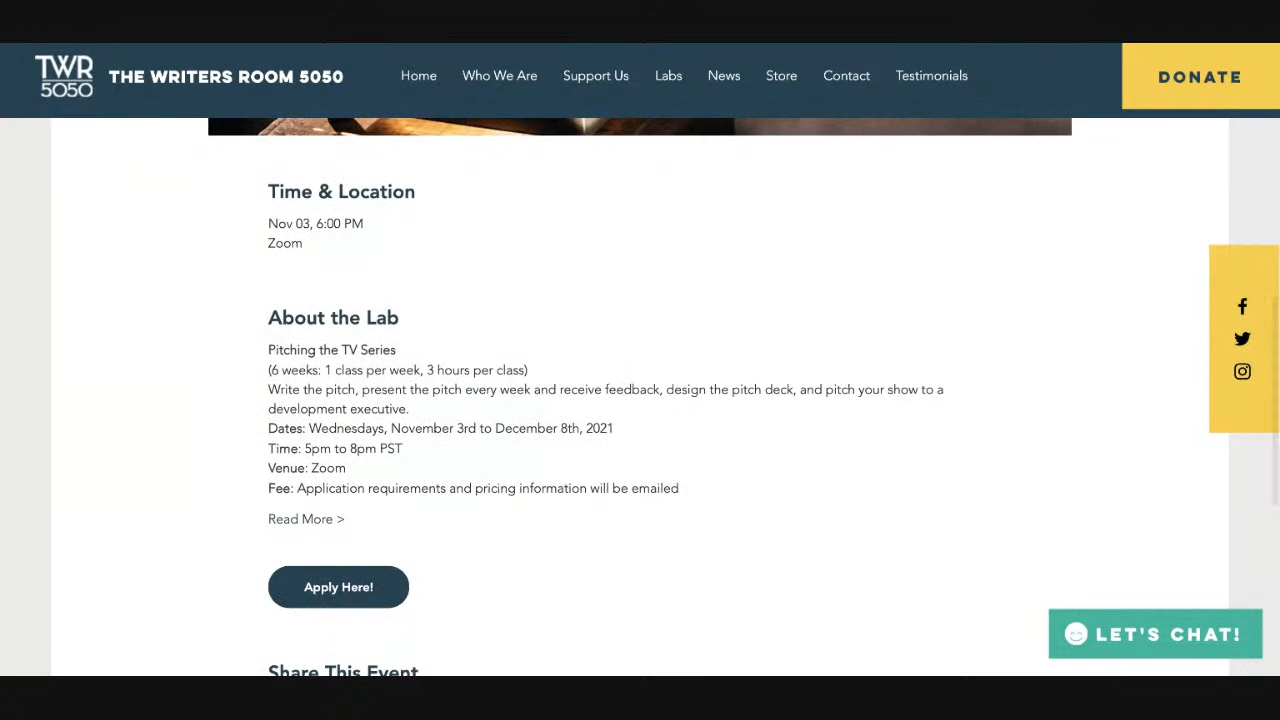 TWR
5050
THE WRITERS ROOM 5050
Home
Who We Are
Support Us
Labs
News
Store
Contact
Testimonials
DONATE
Time & Location
Nov 03, 6:00 PM
Zoom
About the Lab
Pitching the TV Series
(6 weeks: 1 class per week, 3 hours per class)
Write the pitch, present the pitch every week and receive feedback, design the pitch deck, and pitch your show to a
development executive.
Dates: Wednesdays, November 3rd to December 8th, 2021
Time: 5pm to 8pm PST
Venue: Zoom
Fee: Application requirements and pricing information will be emailed
Read More >
Apply Here!
LET'S CHAT!
Share This Event